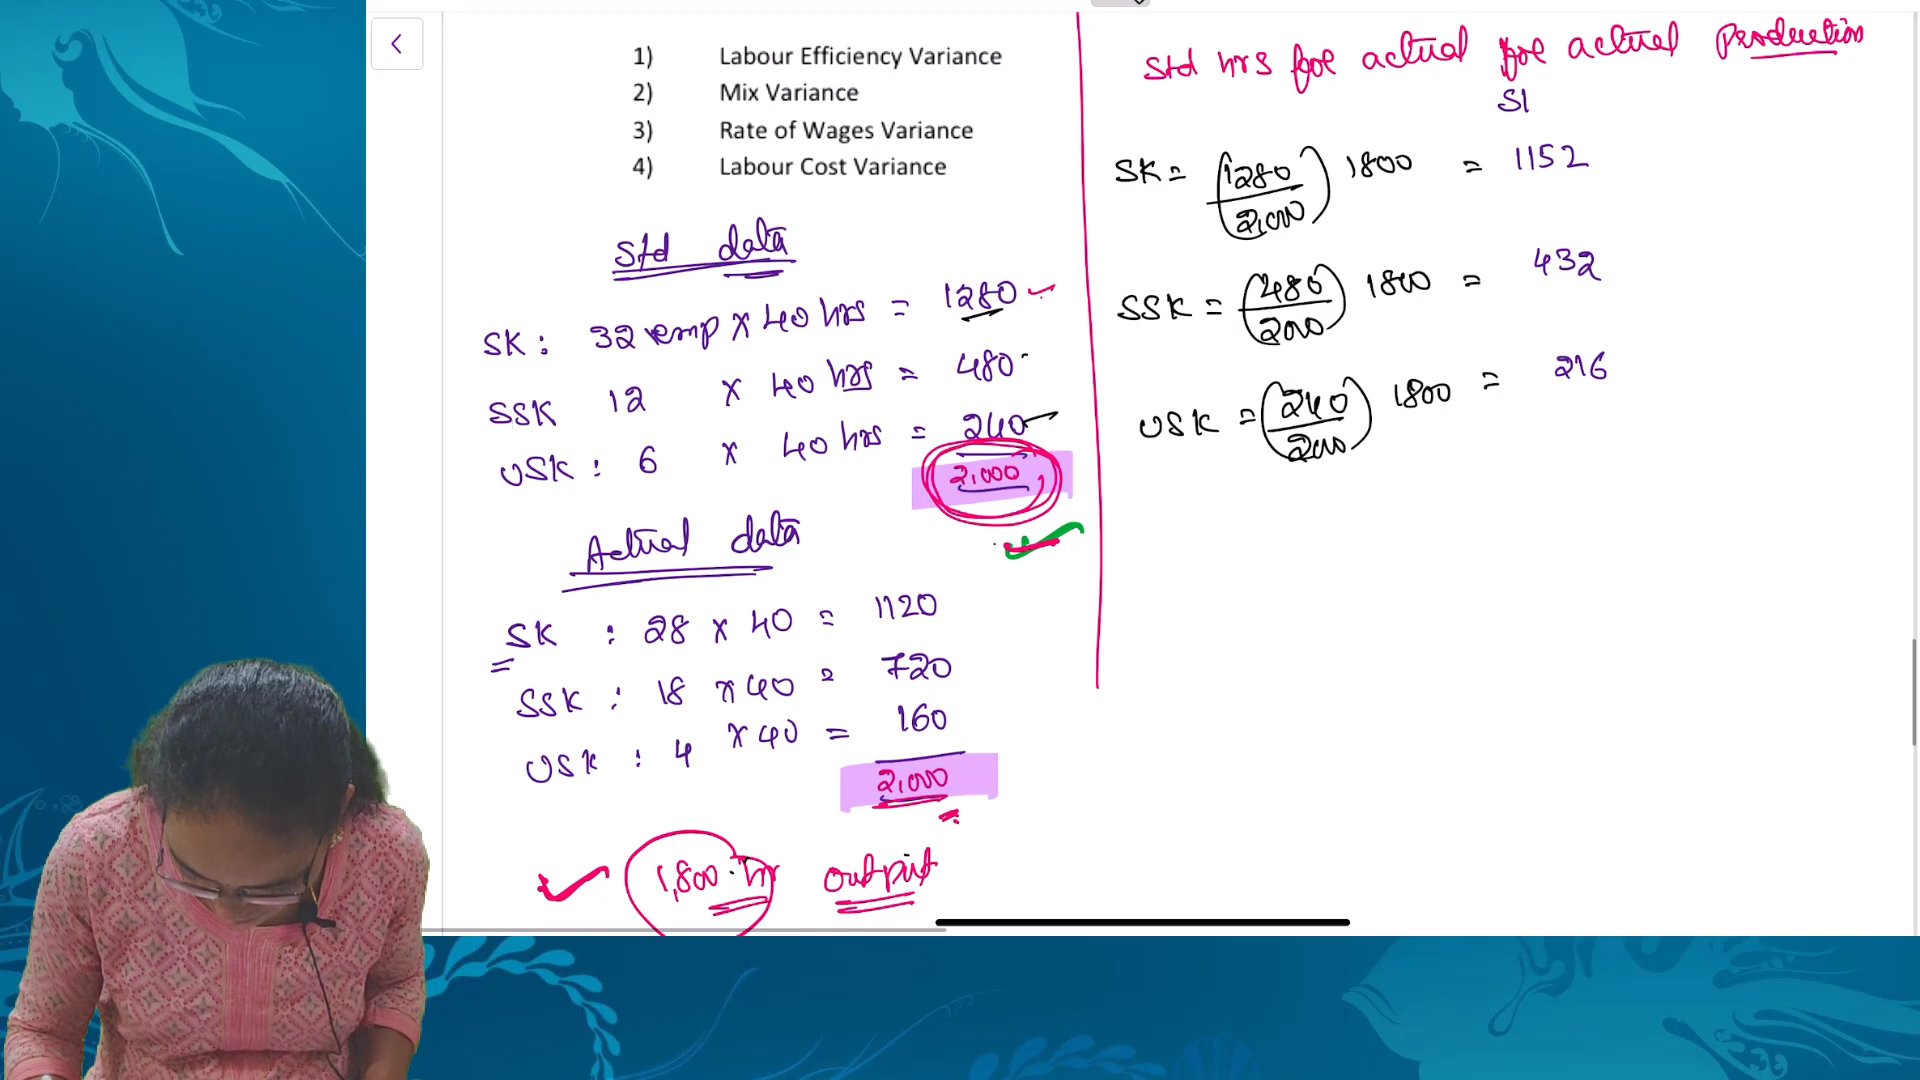 1) Labour Efficiency Variance
2) Mix Variance
3) Rate of Wages Variance
4) Labour Cost Variance
Std data
SK : 32 emp x 40 hrs = 1280
SSK 12 x 40 hrs = 480
USK : 6 x 40 hrs = 240
2,000
Actual data
SK : 28 x 40 = 1120
SSK : 18 x 40 = 720
USK : 4 x 40 = 160
2,000
1,800 hr output
Std hrs for actual for actual Production
SK = (1280/2,000) 1800 = 1152
SSK = (480/2000) 1800 = 432
USK = (240/2000) 1800 = 216